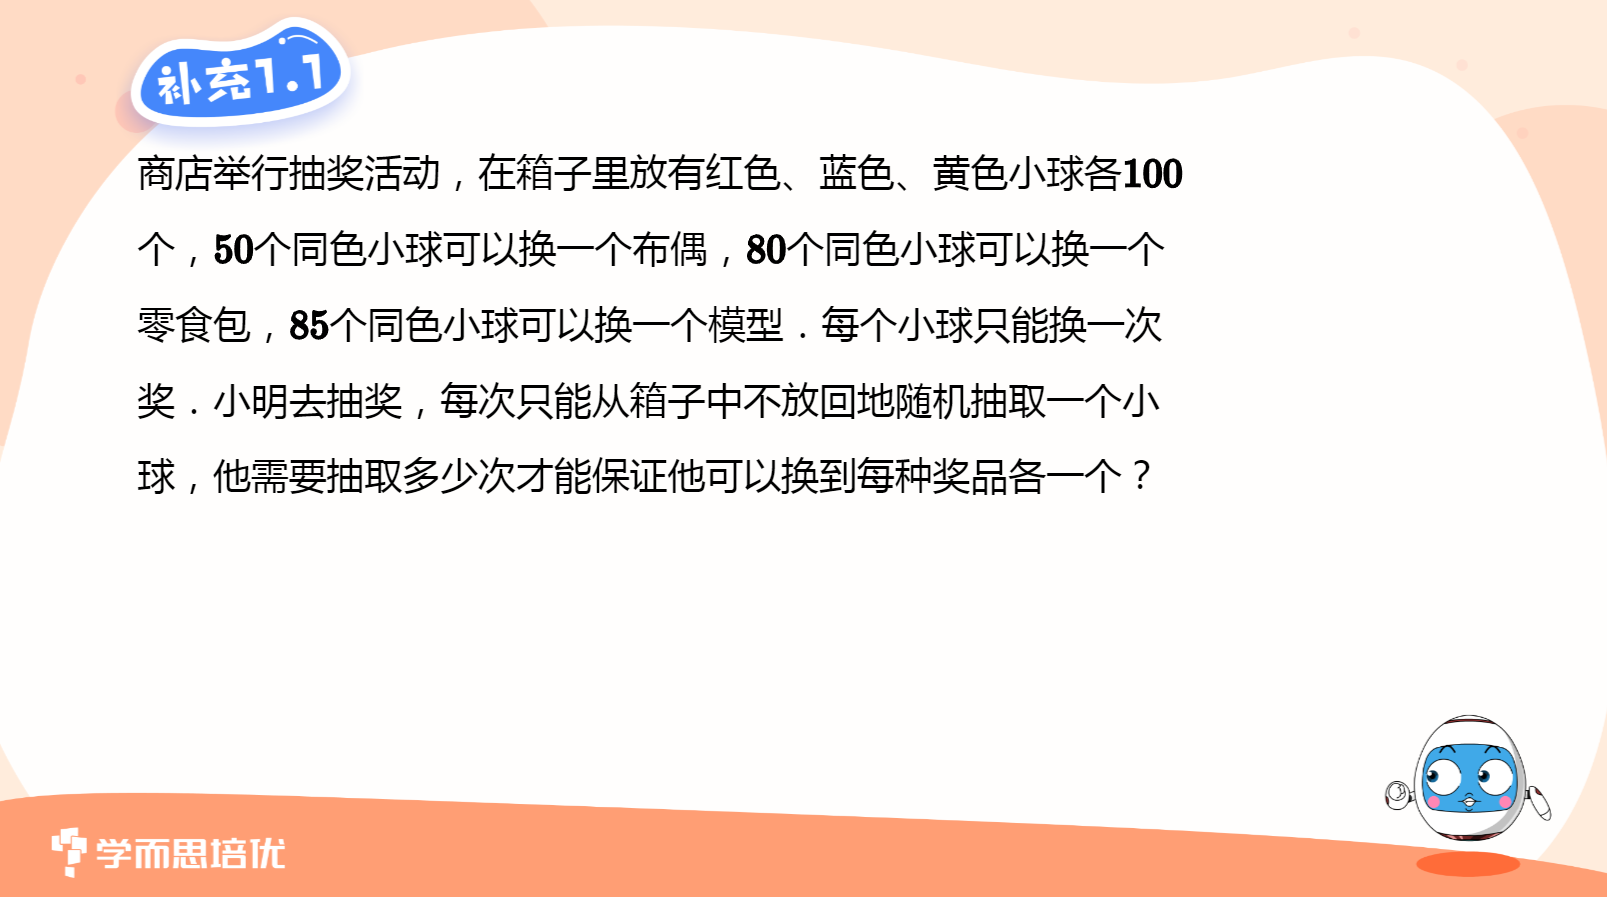 补充1.1
商店举行抽奖活动，在箱子里放有红色、蓝色、黄色小球各100
个，50个同色小球可以换一个布偶，80个同色小球可以换一个
零食包，85个同色小球可以换一个模型．每个小球只能换一次
奖．小明去抽奖，每次只能从箱子中不放回地随机抽取一个小
球，他需要抽取多少次才能保证他可以换到每种奖品各一个？
学而思培优